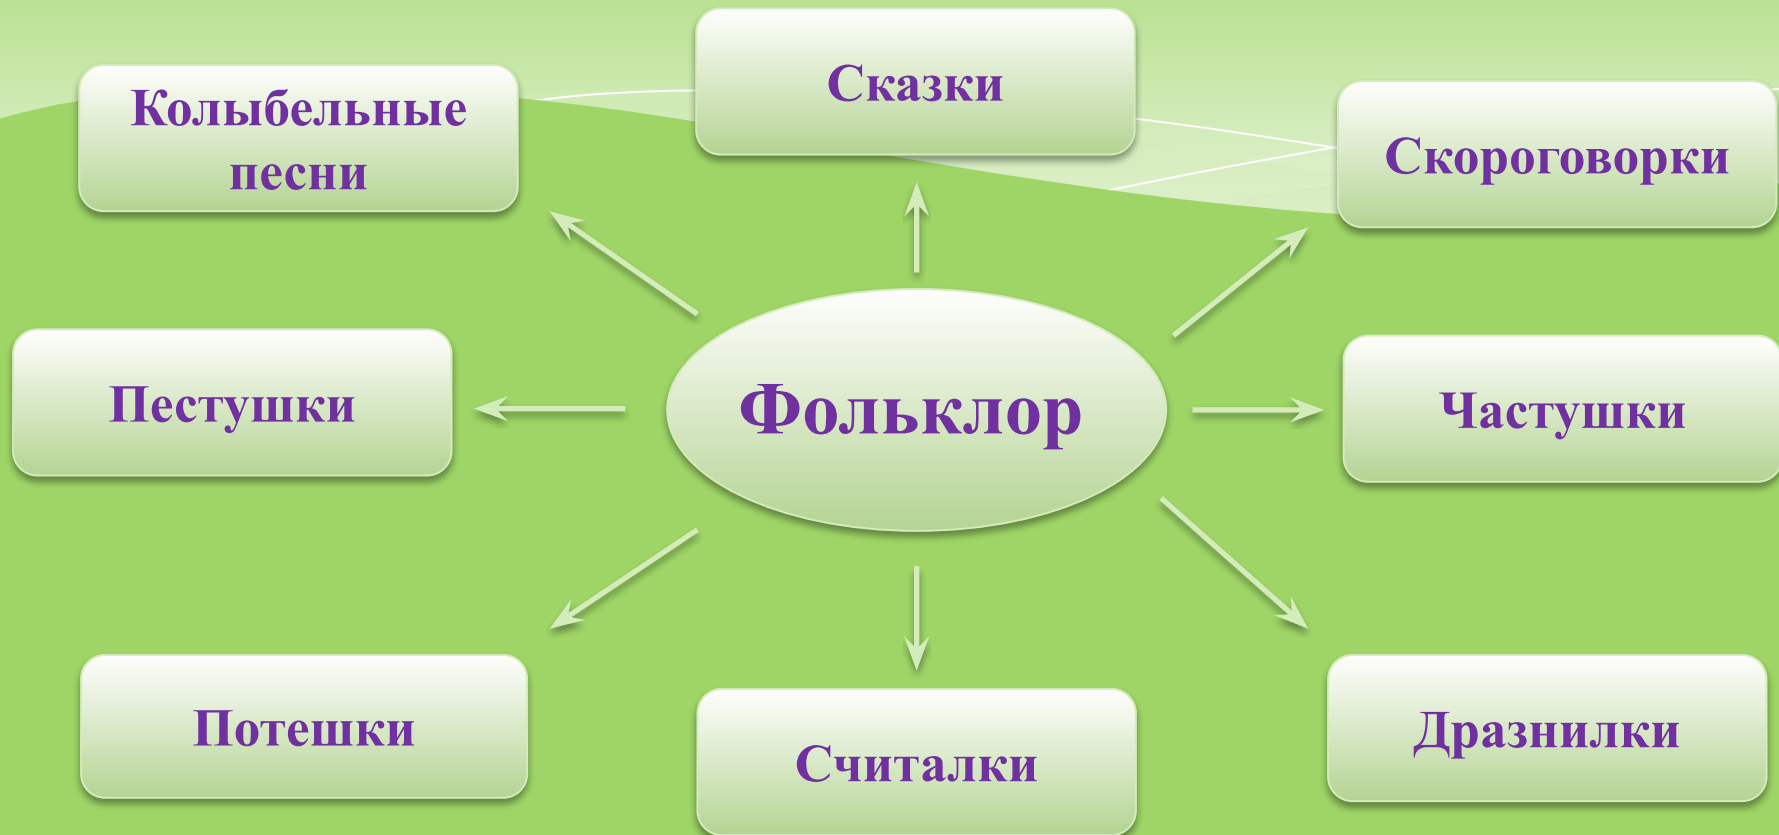 Сказки
Колыбельные
песни
Скороговорки
Пестушки
Фольклор
Частушки
Потешки
Считалки
Дразнилки